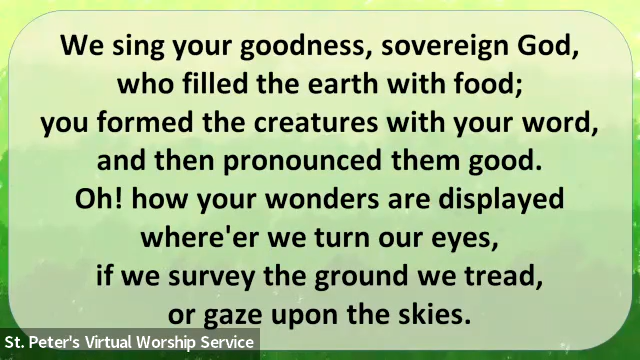 We sing your goodness, sovereign God,
who filled the earth with food;
you formed the creatures with your word,
and then pronounced them good.
Oh! how your wonders are displayed
where'er we turn our eyes,
if we survey the ground we tread,
or gaze upon the skies.
St. Peter's Virtual Worship Service